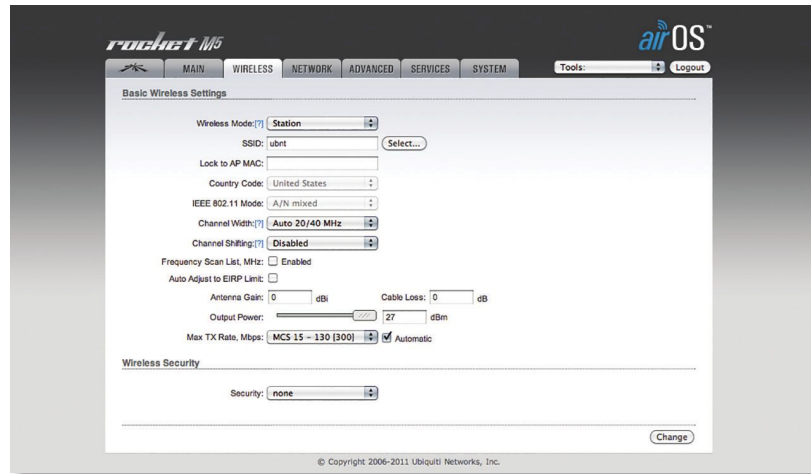 rocket M5
airOS™
MAIN WIRELESS NETWORK ADVANCED SERVICES SYSTEM Tools: Logout
Basic Wireless Settings
Wireless Mode:[?] Station
SSID: ubnt Select...
Lock to AP MAC:
Country Code: United States
IEEE 802.11 Mode: A/N mixed
Channel Width:[?] Auto 20/40 MHz
Channel Shifting:[?] Disabled
Frequency Scan List, MHz: Enabled
Auto Adjust to EIRP Limit:
Antenna Gain: 0 dBi Cable Loss: 0 dB
Output Power: 27 dBm
Max TX Rate, Mbps: MCS 15 – 130 [300] Automatic
Wireless Security
Security: none
Change
© Copyright 2006-2011 Ubiquiti Networks, Inc.